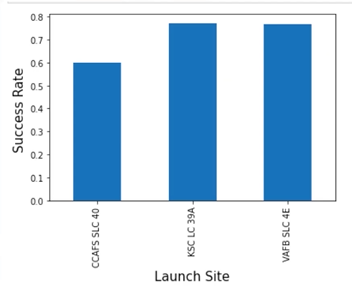 Success Rate
0.8
0.7
0.6
0.5
0.4
0.3
0.2
0.1
0.0
CCAFS SLC 40
KSC LC 39A
VAFB SLC 4E
Launch Site